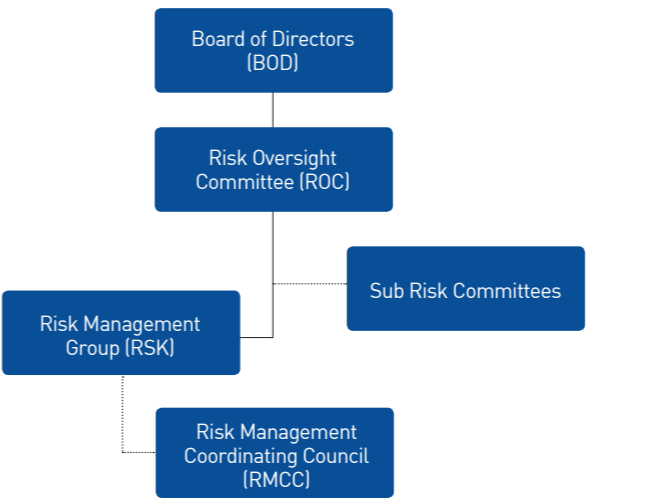 Board of Directors
(BOD)
Risk Oversight
Committee (ROC)
Sub Risk Committees
Risk Management
Group (RSK)
Risk Management
Coordinating Council
(RMCC)